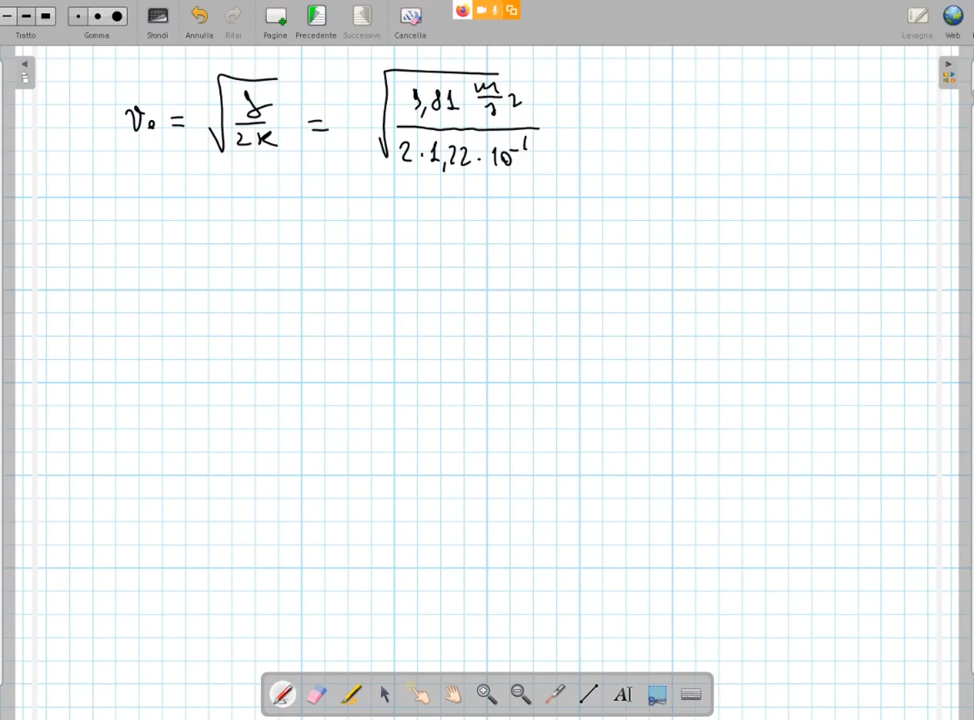 Tratto Gomma Sfondi Annulla Rifai Pagine Precedente Successivo Cancella Lavagna Web
v₀ = √(g/2K) = √(9,81 m/s² / 2·1,22·10⁻¹)
AI